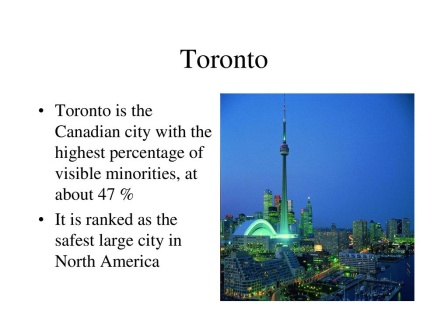 Toronto
• Toronto is the
Canadian city with the
highest percentage of
visible minorities, at
about 47 %
• It is ranked as the
safest large city in
North America